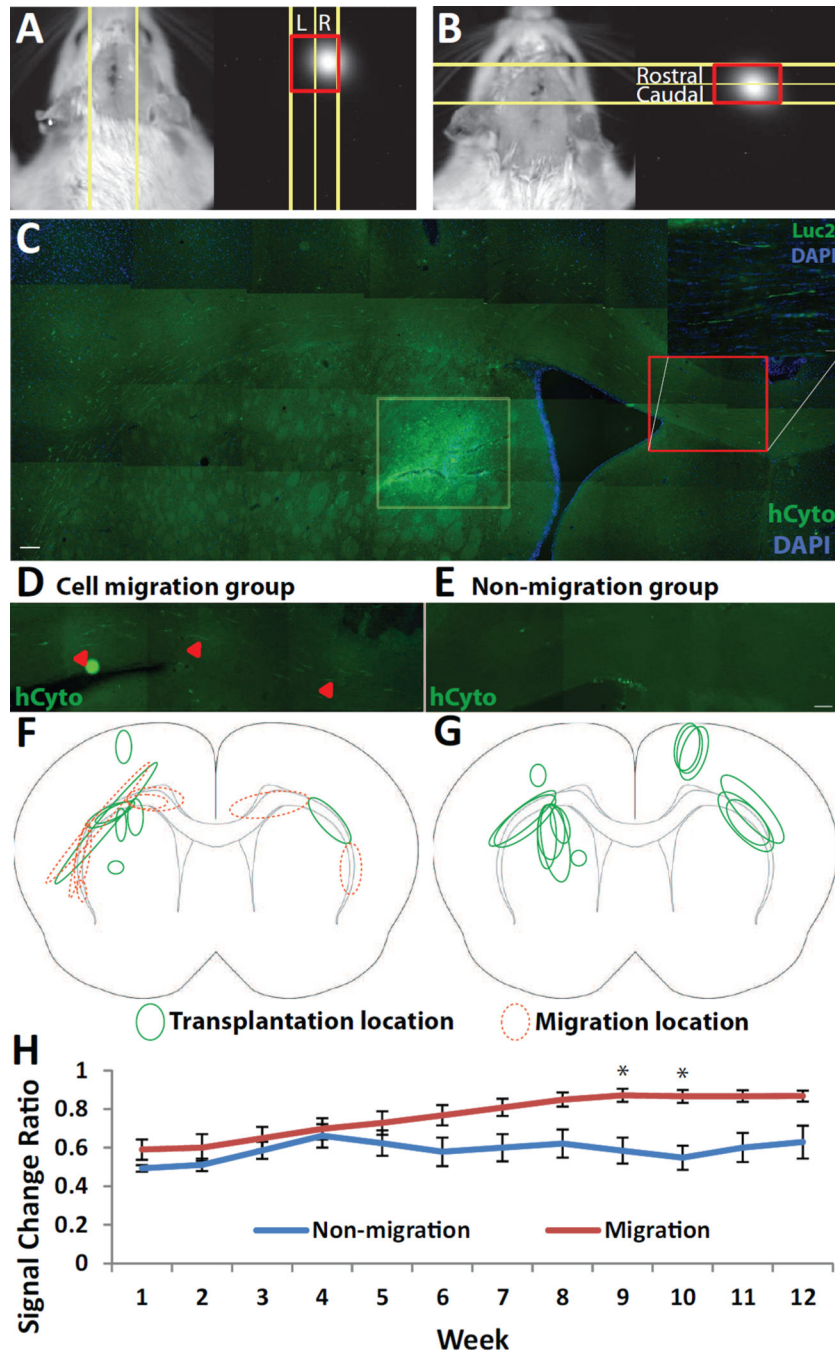 A
L R
B
Rostral
Caudal
C
Luc2
DAPI
hCyto
DAPI
D Cell migration group
E Non-migration group
hCyto
hCyto
F
G
Transplantation location
Migration location
H
Signal Change Ratio
1
0.8
0.6
0.4
0.2
0
* *
Non-migration
Migration
1 2 3 4 5 6 7 8 9 10 11 12
Week